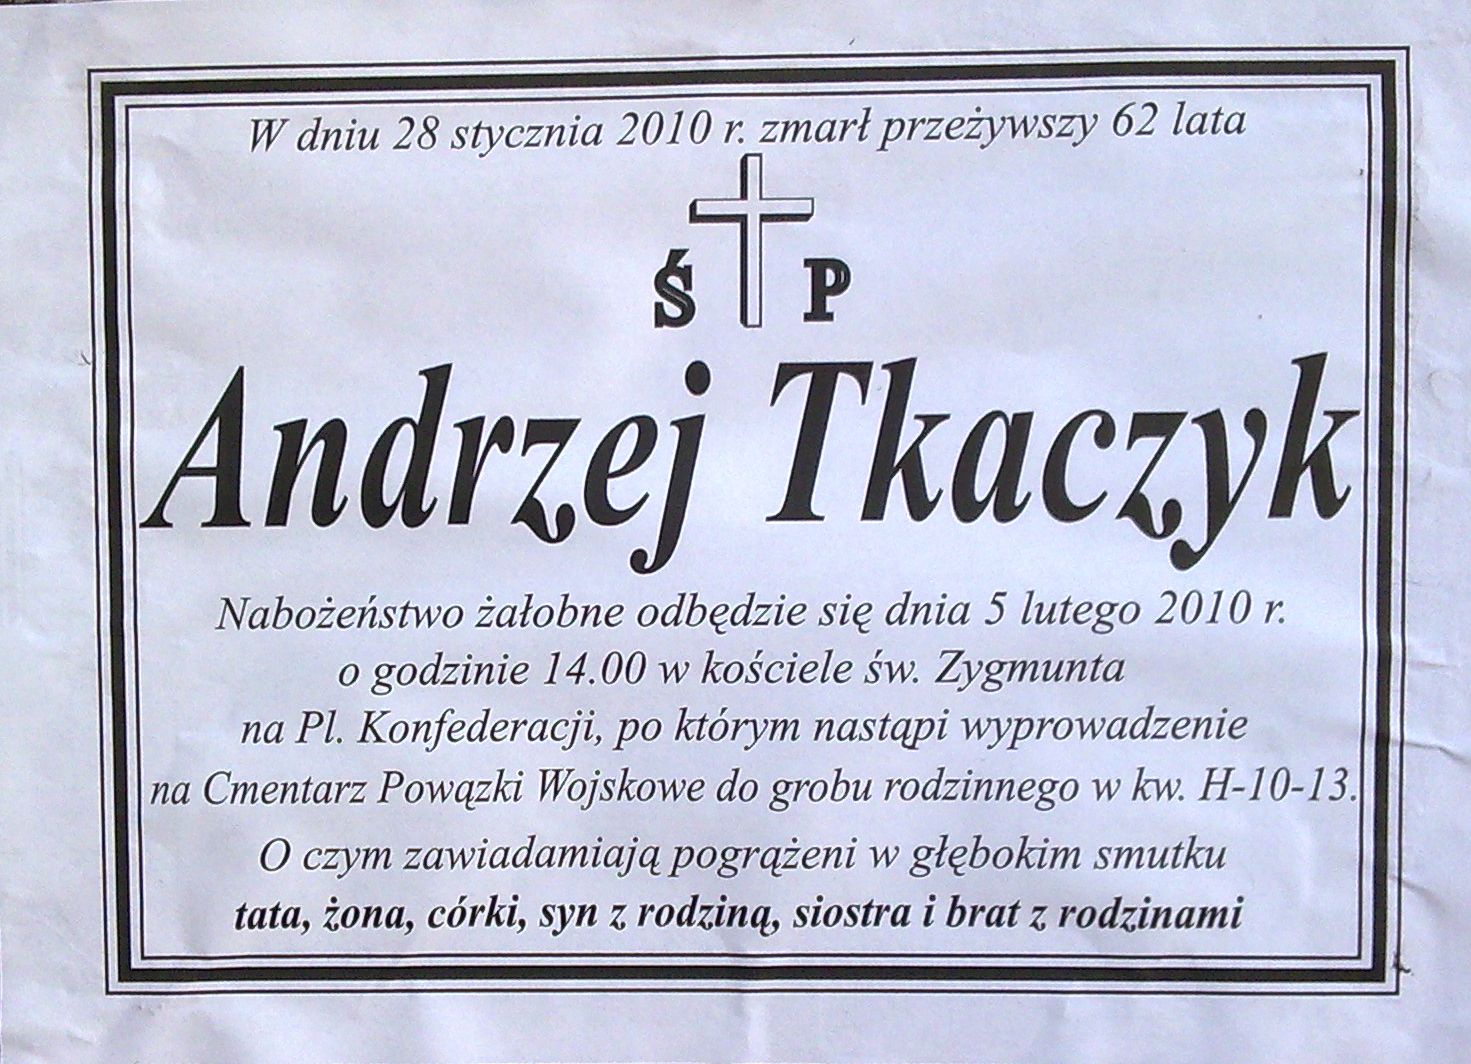 W dniu 28 stycznia 2010 r. zmarł przeżywszy 62 lata
Ś P
Andrzej Tkaczyk
Nabożeństwo żałobne odbędzie się dnia 5 lutego 2010 r.
o godzinie 14.00 w kościele św. Zygmunta
na Pl. Konfederacji, po którym nastąpi wyprowadzenie
na Cmentarz Powązki Wojskowe do grobu rodzinnego w kw. H-10-13.
O czym zawiadamiają pogrążeni w głębokim smutku
tata, żona, córki, syn z rodziną, siostra i brat z rodzinami